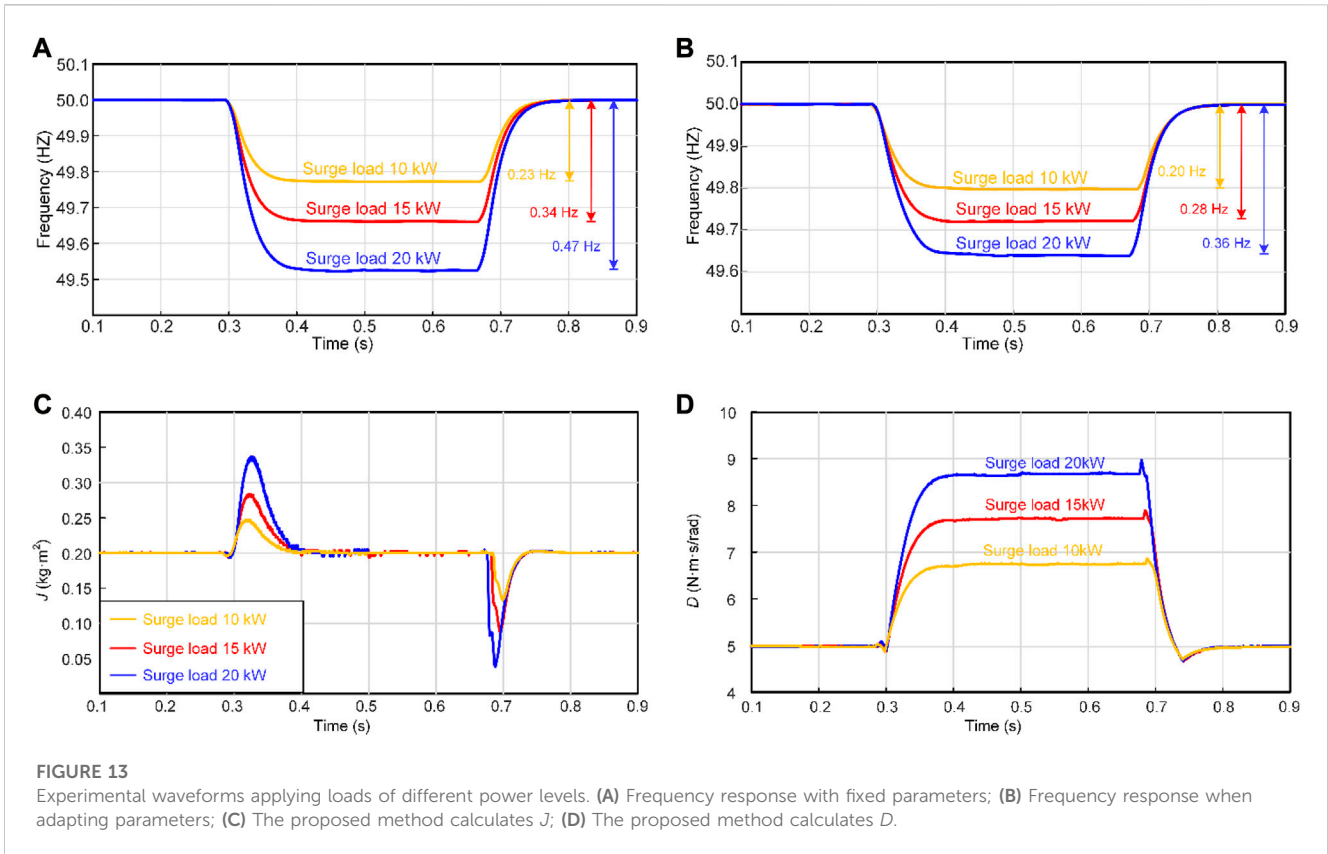 A
50.1
50.0
49.9
49.8
49.7
49.6
49.5
Frequency (HZ)
Surge load 10 kW
Surge load 15 kW
Surge load 20 kW
0.23 Hz
0.34 Hz
0.47 Hz
0.1 0.2 0.3 0.4 0.5 0.6 0.7 0.8 0.9
Time (s)
B
50.1
50.0
49.9
49.8
49.7
49.6
Frequency (HZ)
Surge load 10 kW
Surge load 15 kW
Surge load 20 kW
0.20 Hz
0.28 Hz
0.36 Hz
0.1 0.2 0.3 0.4 0.5 0.6 0.7 0.8 0.9
Time (s)
C
0.40
0.35
0.30
0.25
0.20
0.15
0.10
0.05
J (kg·m²)
Surge load 10 kW
Surge load 15 kW
Surge load 20 kW
0.1 0.2 0.3 0.4 0.5 0.6 0.7 0.8 0.9
Time (s)
D
10
9
8
7
6
5
4
D (N·m·s/rad)
Surge load 20kW
Surge load 15kW
Surge load 10kW
0.1 0.2 0.3 0.4 0.5 0.6 0.7 0.8 0.9
Time (s)
FIGURE 13
Experimental waveforms applying loads of different power levels. (A) Frequency response with fixed parameters; (B) Frequency response when
adapting parameters; (C) The proposed method calculates J; (D) The proposed method calculates D.